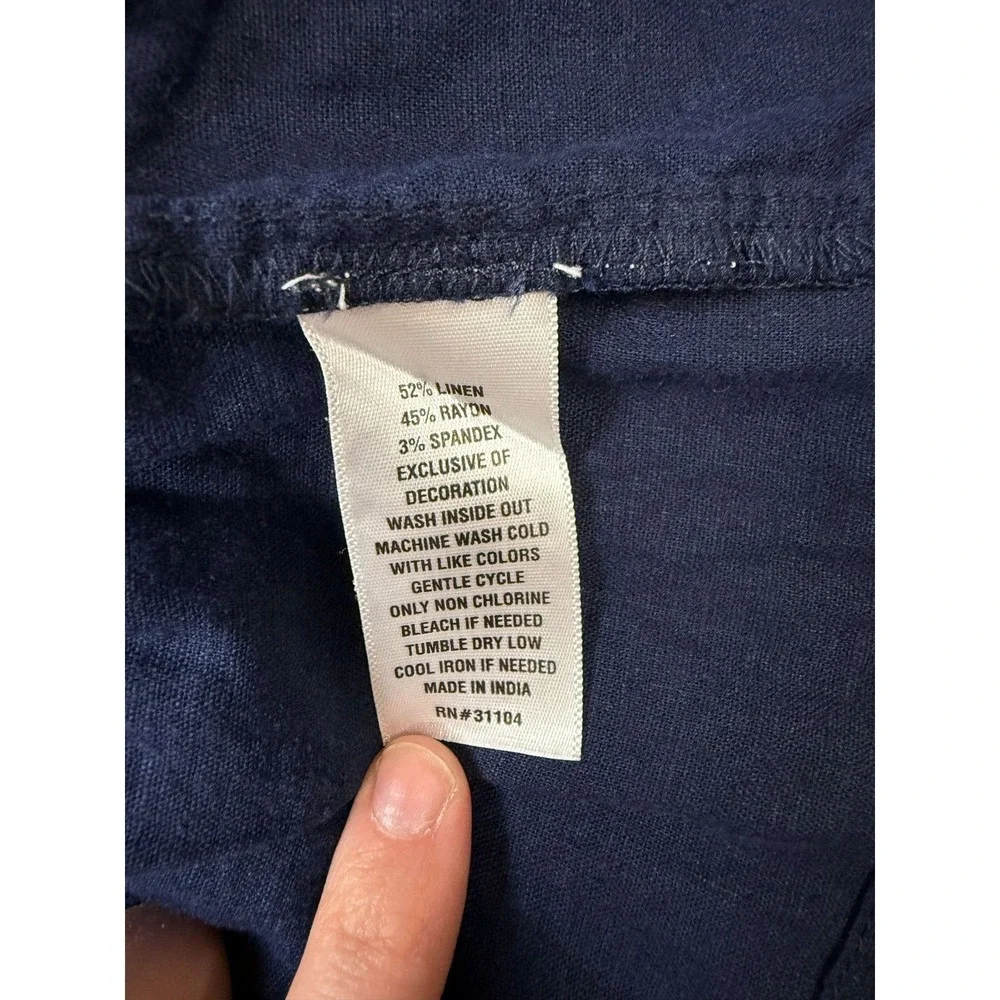 52% LINEN
45% RAYON
3% SPANDEX
EXCLUSIVE OF
DECORATION
WASH INSIDE OUT
MACHINE WASH COLD
WITH LIKE COLORS
GENTLE CYCLE
ONLY NON CHLORINE
BLEACH IF NEEDED
TUMBLE DRY LOW
COOL IRON IF NEEDED
MADE IN INDIA
RN#31104